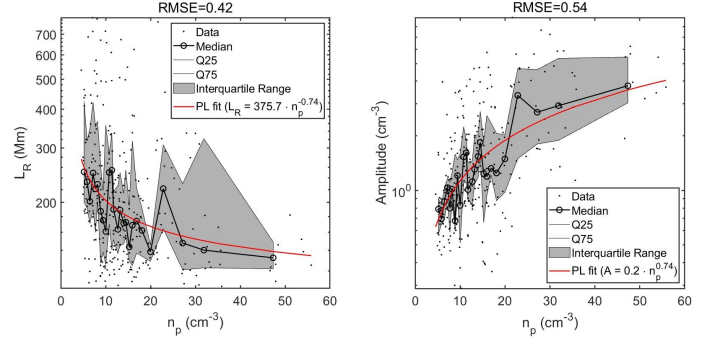 RMSE=0.42
700
600
500
400
300
200
L_R (Mm)
Data
Median
Q25
Q75
Interquartile Range
PL fit (L_R = 375.7 · n_p^-0.74)
0
10
20
30
40
50
60
n_p (cm^-3)
RMSE=0.54
Amplitude (cm^-3)
10^0
Data
Median
Q25
Q75
Interquartile Range
PL fit (A = 0.2 · n_p^0.74)
0
10
20
30
40
50
60
n_p (cm^-3)